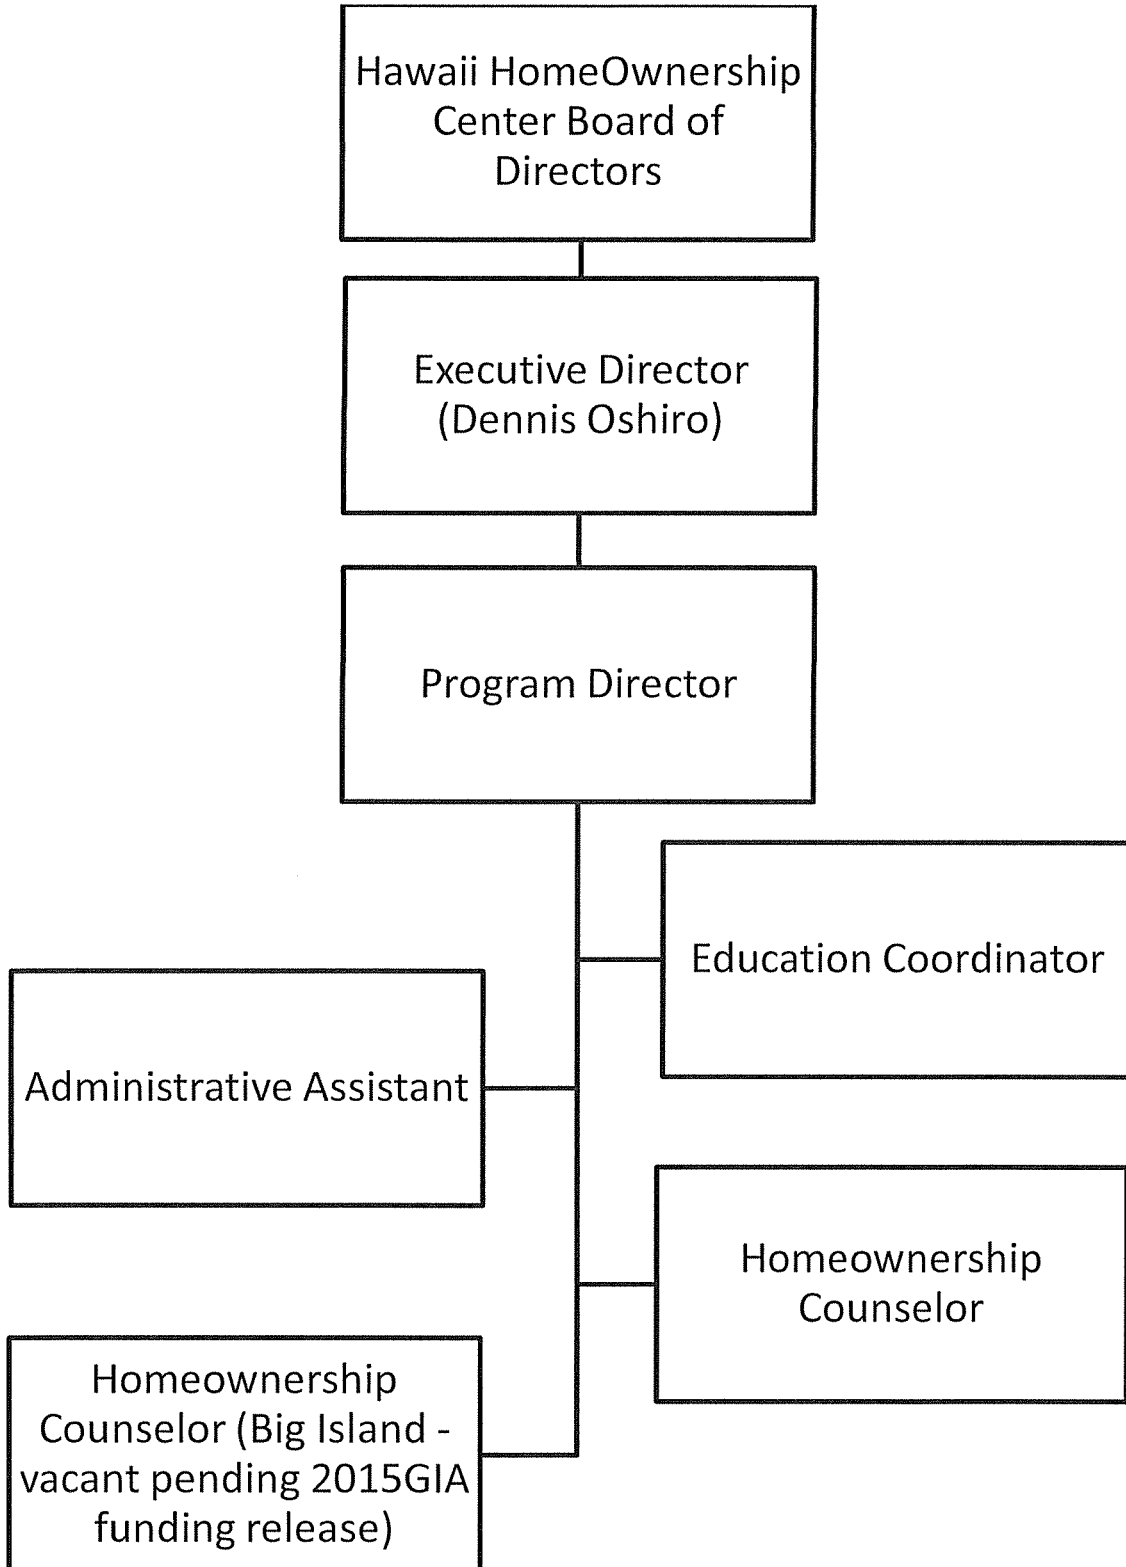 Hawaii HomeOwnership
Center Board of
Directors
Executive Director
(Dennis Oshiro)
Program Director
Education Coordinator
Administrative Assistant
Homeownership
Counselor
Homeownership
Counselor (Big Island -
vacant pending 2015GIA
funding release)